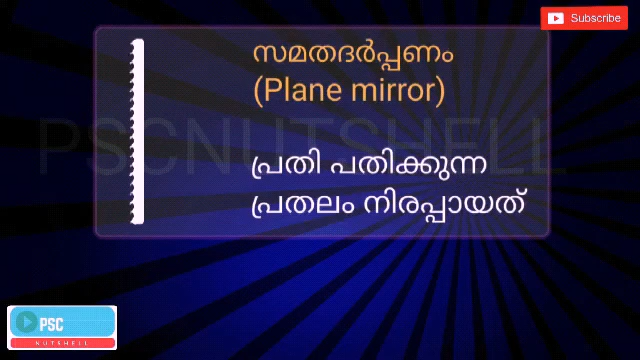 Subscribe
സമതദർപ്പണം
(Plane mirror)
PSCNUTSHELL
പ്രതി പതിക്കുന്ന
പ്രതലം നിരപ്പായത്
PSC
NUTSHELL